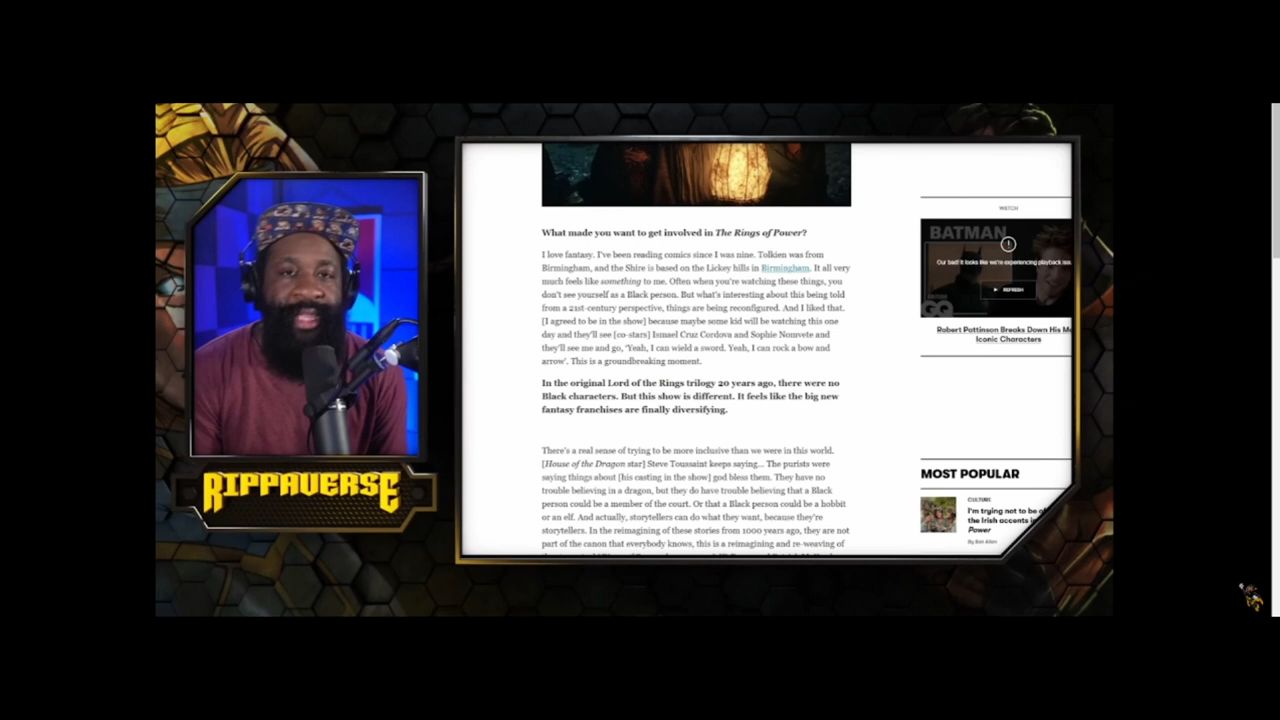 RIPPAVERSE
What made you want to get involved in The Rings of Power?
I love fantasy. I've been reading comics since I was nine. Tolkien was from
Birmingham, and the Shire is based on the Lickey hills in Birmingham. It all very
much feels like something to me. Often when you're watching these things, you
don't see yourself as a Black person. But what's interesting about this being told
from a 21st-century perspective, things are being reconfigured. And I liked that.
[I agreed to be in the show] because maybe some kid will be watching this one
day and they'll see [co-stars] Ismael Cruz Cordova and Sophie Nomvete and
they'll see me and go, 'Yeah, I can wield a sword. Yeah, I can rock a bow and
arrow'. This is a groundbreaking moment.
In the original Lord of the Rings trilogy 20 years ago, there were no
Black characters. But this show is different. It feels like the big new
fantasy franchises are finally diversifying.
There's a real sense of trying to be more inclusive than we were in this world.
[House of the Dragon star] Steve Toussaint keeps saying... The purists were
saying things about [his casting in the show] god bless them. They have no
trouble believing in a dragon, but they do have trouble believing that a Black
person could be a member of the court. Or that a Black person could be a hobbit
or an elf. And actually, storytellers can do what they want, because they're
storytellers. In the reimagining of these stories from 1000 years ago, they are not
part of the canon that everybody knows, this is a reimagining and re-weaving of
WATCH
BATMAN
Our bad! It looks like we're experiencing playback iss
REFRESH
GQ
Robert Pattinson Breaks Down His M
Iconic Characters
MOST POPULAR
CULTURE
I'm trying not to be of
the Irish accents in
Power
By Ben Allen